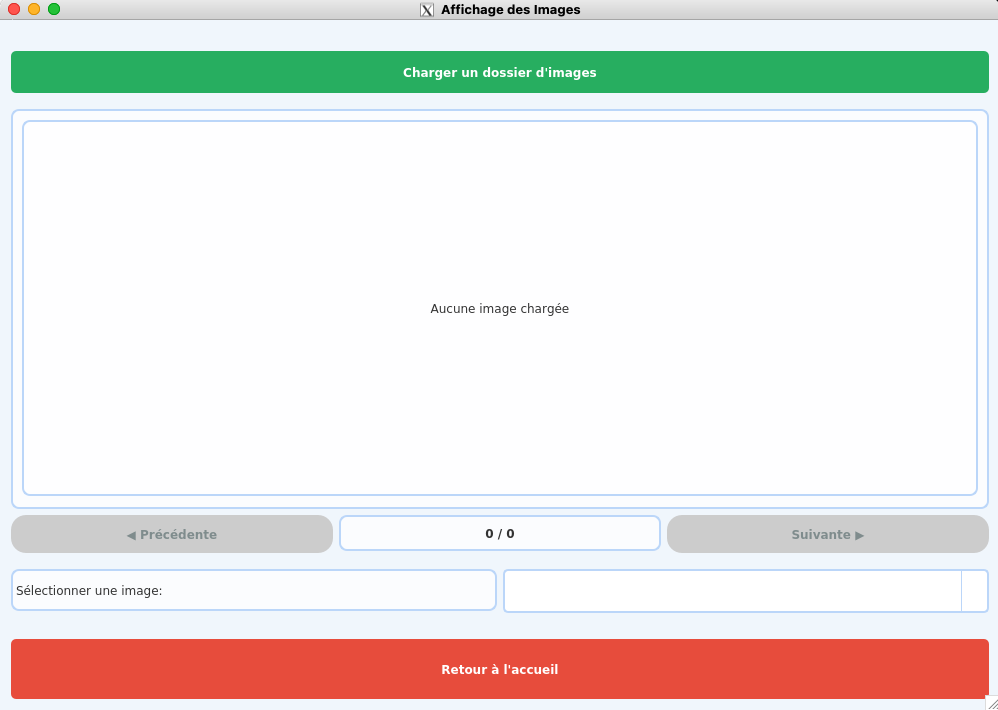 Affichage des Images
Charger un dossier d'images
Aucune image chargée
◀ Précédente
0 / 0
Suivante ▶
Sélectionner une image:
Retour à l'accueil